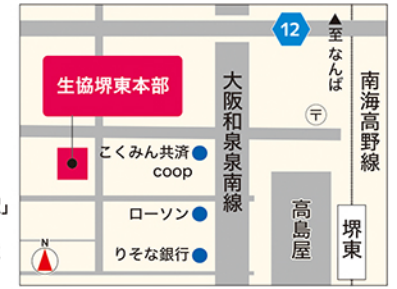 12
▲至 なんば
生協堺東本部
大阪和泉泉南線
南海高野線
〒
こくみん共済
coop
ローソン
高島屋
堺東
りそな銀行
N
」